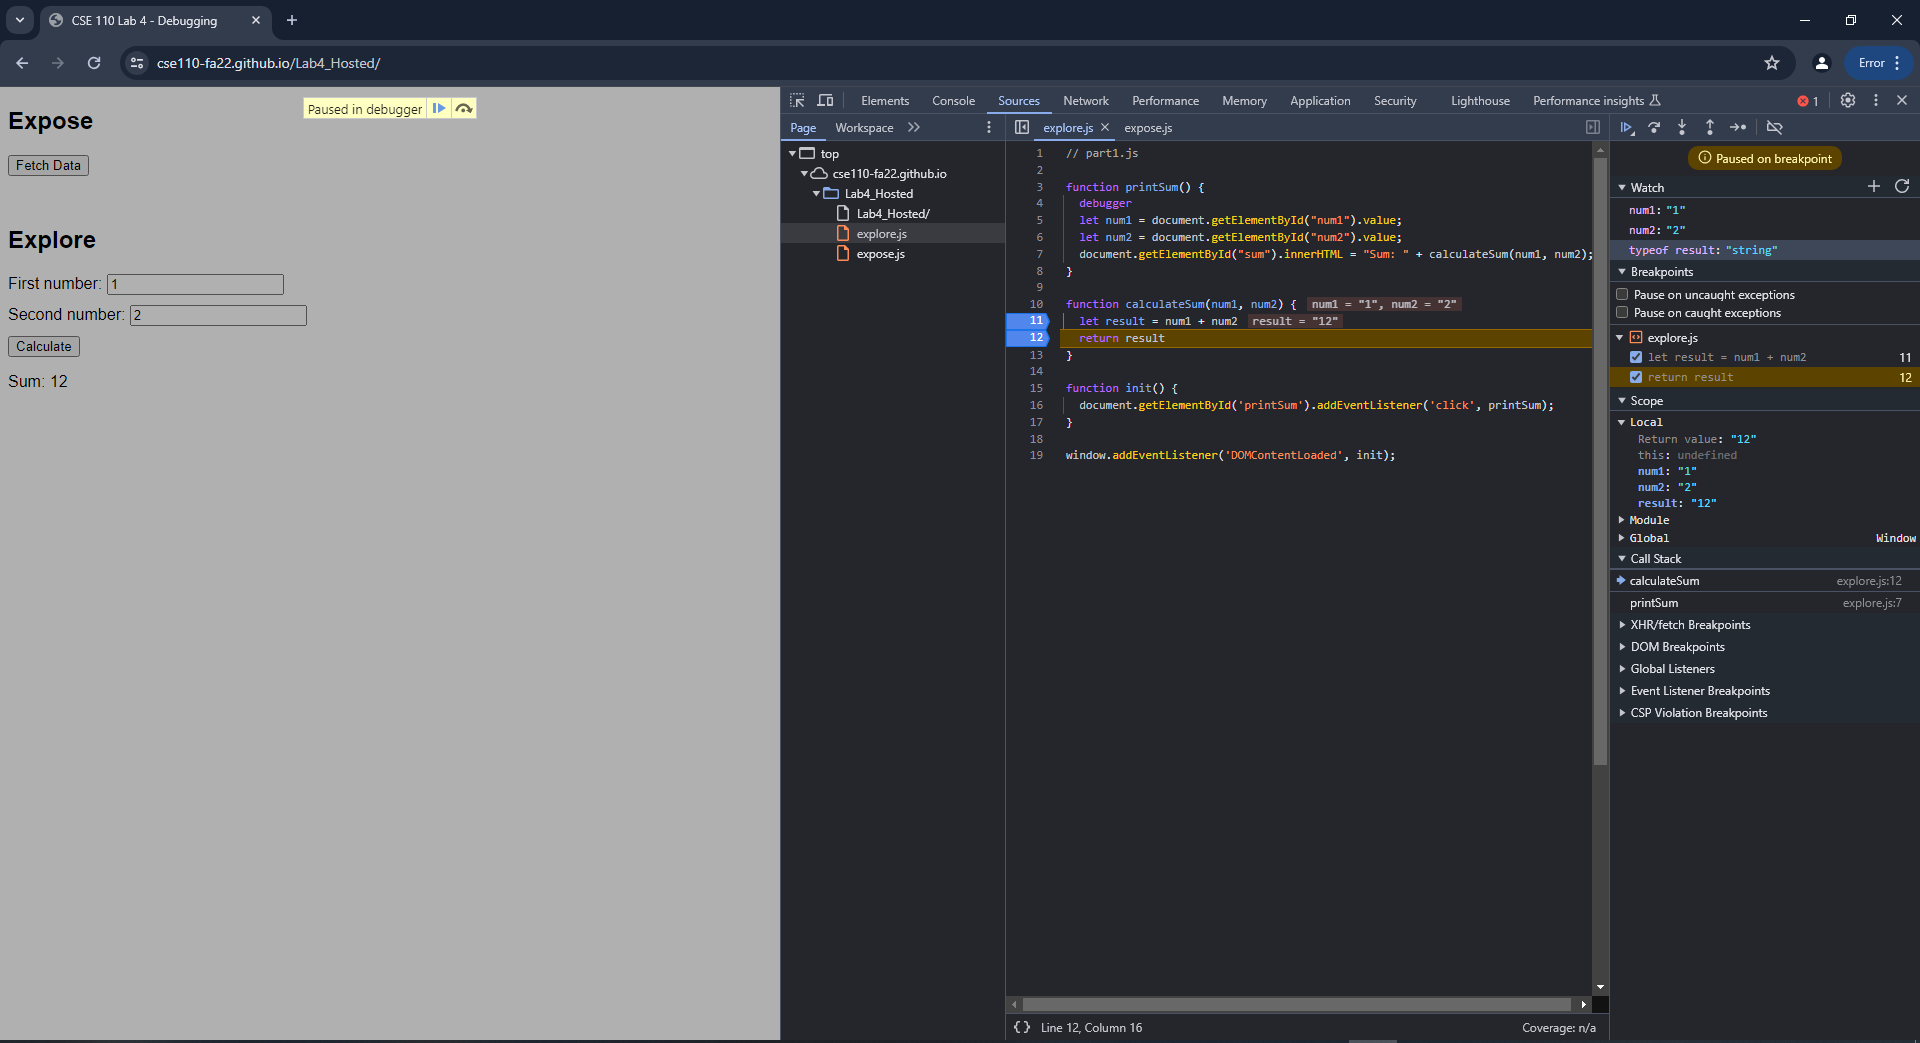 CSE 110 Lab 4 - Debugging
cse110-fa22.github.io/Lab4_Hosted/
Error
Expose
Paused in debugger
Fetch Data
Explore
First number: 1
Second number: 2
Calculate
Sum: 12
Elements Console Sources Network Performance Memory Application Security Lighthouse Performance insights 1
Page Workspace
top
cse110-fa22.github.io
Lab4_Hosted
Lab4_Hosted/
explore.js
expose.js
explore.js expose.js
1 // part1.js
2
3 function printSum() {
4 debugger
5 let num1 = document.getElementById("num1").value;
6 let num2 = document.getElementById("num2").value;
7 document.getElementById("sum").innerHTML = "Sum: " + calculateSum(num1, num2);
8 }
9
10 function calculateSum(num1, num2) { num1 = "1", num2 = "2"
11 let result = num1 + num2 result = "12"
12 return result
13 }
14
15 function init() {
16 document.getElementById('printSum').addEventListener('click', printSum);
17 }
18
19 window.addEventListener('DOMContentLoaded', init);
{} Line 12, Column 16 Coverage: n/a
Paused on breakpoint
Watch
num1: "1"
num2: "2"
typeof result: "string"
Breakpoints
Pause on uncaught exceptions
Pause on caught exceptions
explore.js
let result = num1 + num2 11
return result 12
Scope
Local
Return value: "12"
this: undefined
num1: "1"
num2: "2"
result: "12"
Module
Global Window
Call Stack
calculateSum explore.js:12
printSum explore.js:7
XHR/fetch Breakpoints
DOM Breakpoints
Global Listeners
Event Listener Breakpoints
CSP Violation Breakpoints